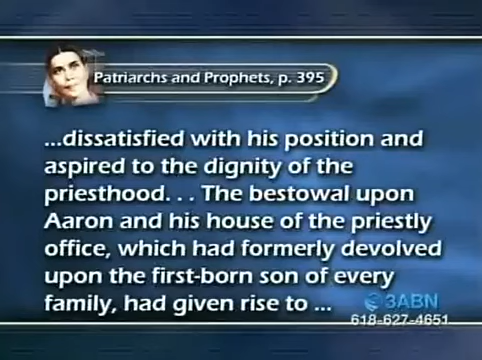 Patriarchs and Prophets, p. 395
...dissatisfied with his position and
aspired to the dignity of the
priesthood. . . The bestowal upon
Aaron and his house of the priestly
office, which had formerly devolved
upon the first-born son of every
family, had given rise to ...
3ABN
618-627-4651